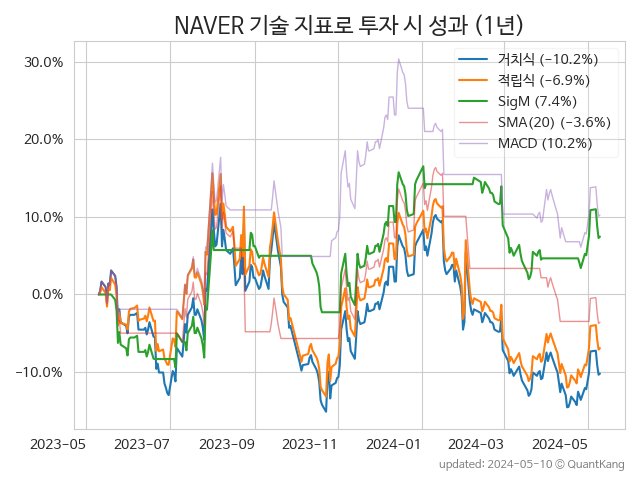 NAVER 기술 지표로 투자 시 성과 (1년)
거치식 (−10.2%)
적립식 (−6.9%)
SigM (7.4%)
SMA(20) (−3.6%)
MACD (10.2%)
30.0%
20.0%
10.0%
0.0%
−10.0%
2023-05 2023-07 2023-09 2023-11 2024-01 2024-03 2024-05
updated: 2024-05-10 © QuantKang